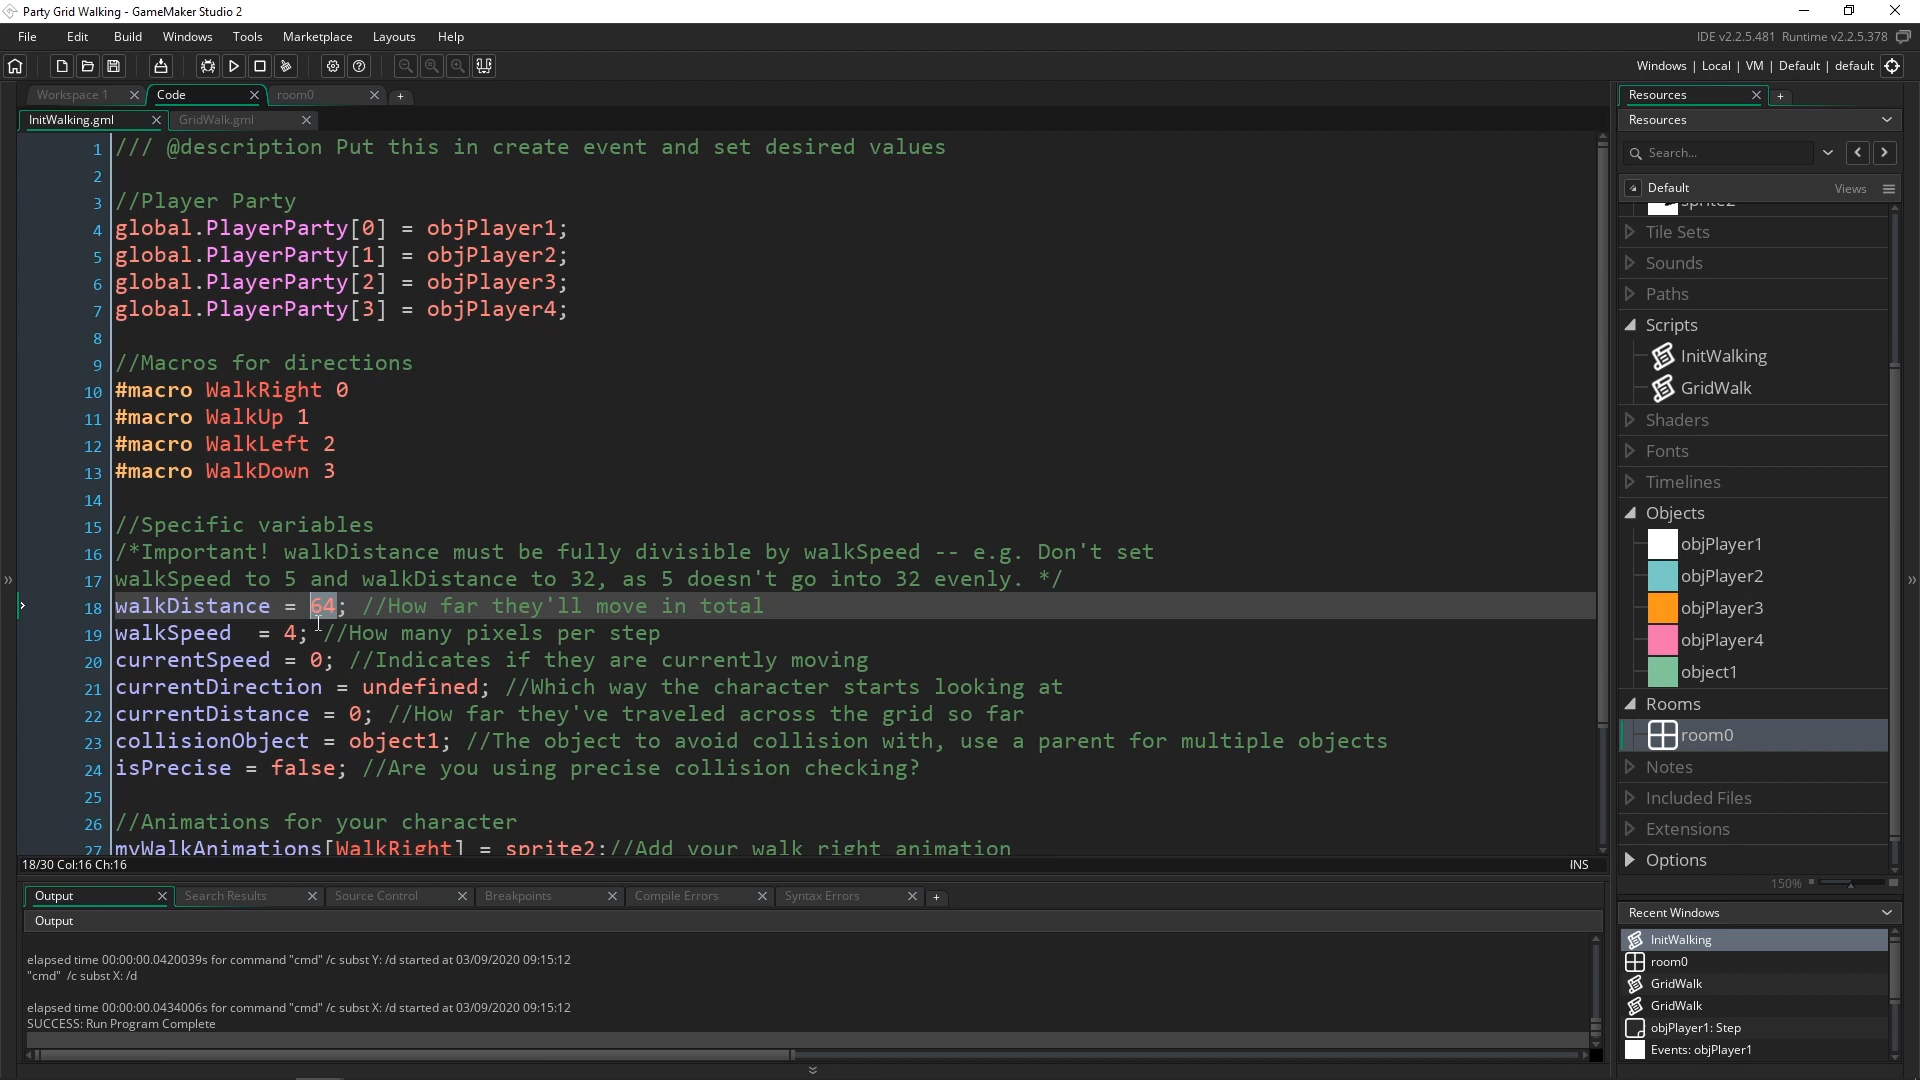 Party Grid Walking - GameMaker Studio 2
File Edit Build Windows Tools Marketplace Layouts Help
IDE v2.2.5.481 Runtime v2.2.5.378
Windows | Local | VM | Default | default
Workspace 1 Code room0
InitWalking.gml GridWalk.gml
1 /// @description Put this in create event and set desired values
2
3 //Player Party
4 global.PlayerParty[0] = objPlayer1;
5 global.PlayerParty[1] = objPlayer2;
6 global.PlayerParty[2] = objPlayer3;
7 global.PlayerParty[3] = objPlayer4;
8
9 //Macros for directions
10 #macro WalkRight 0
11 #macro WalkUp 1
12 #macro WalkLeft 2
13 #macro WalkDown 3
14
15 //Specific variables
16 /*Important! walkDistance must be fully divisible by walkSpeed -- e.g. Don't set
17 walkSpeed to 5 and walkDistance to 32, as 5 doesn't go into 32 evenly. */
18 walkDistance = 64; //How far they'll move in total
19 walkSpeed  = 4; //How many pixels per step
20 currentSpeed = 0; //Indicates if they are currently moving
21 currentDirection = undefined; //Which way the character starts looking at
22 currentDistance = 0; //How far they've traveled across the grid so far
23 collisionObject = object1; //The object to avoid collision with, use a parent for multiple objects
24 isPrecise = false; //Are you using precise collision checking?
25
26 //Animations for your character
27 myWalkAnimations[WalkRight] = sprite2;//Add your walk right animation
18/30 Col:16 Ch:16
INS
Output Search Results Source Control Breakpoints Compile Errors Syntax Errors
Output
elapsed time 00:00:00.0420039s for command "cmd" /c subst Y: /d started at 03/09/2020 09:15:12
"cmd" /c subst X: /d
elapsed time 00:00:00.0434006s for command "cmd" /c subst X: /d started at 03/09/2020 09:15:12
SUCCESS: Run Program Complete
Resources
Resources
Search...
Default Views
sprite2
Tile Sets
Sounds
Paths
Scripts
InitWalking
GridWalk
Shaders
Fonts
Timelines
Objects
objPlayer1
objPlayer2
objPlayer3
objPlayer4
object1
Rooms
room0
Notes
Included Files
Extensions
Options
150%
Recent Windows
InitWalking
room0
GridWalk
GridWalk
objPlayer1: Step
Events: objPlayer1